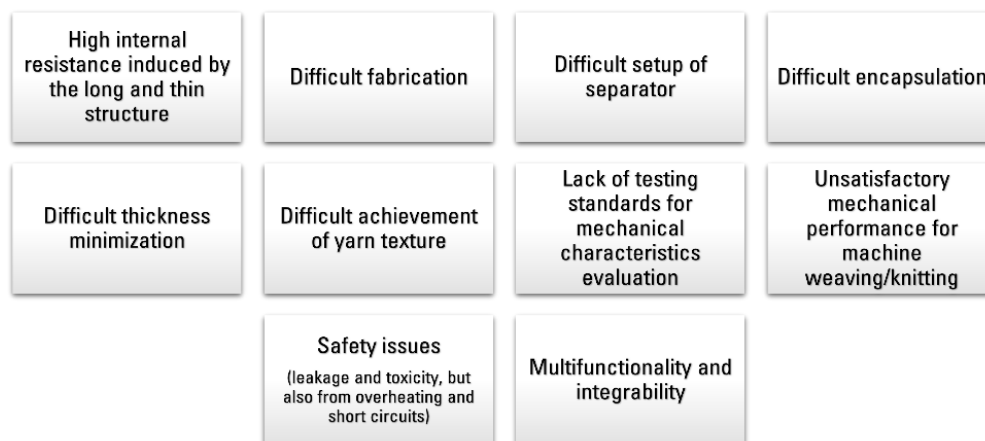 High internal
resistance induced by
the long and thin
structure
Difficult fabrication
Difficult setup of
separator
Difficult encapsulation
Difficult thickness
minimization
Difficult achievement
of yarn texture
Lack of testing
standards for
mechanical
characteristics
evaluation
Unsatisfactory
mechanical
performance for
machine
weaving/knitting
Safety issues
(leakage and toxicity, but
also from overheating and
short circuits)
Multifunctionality and
integrability